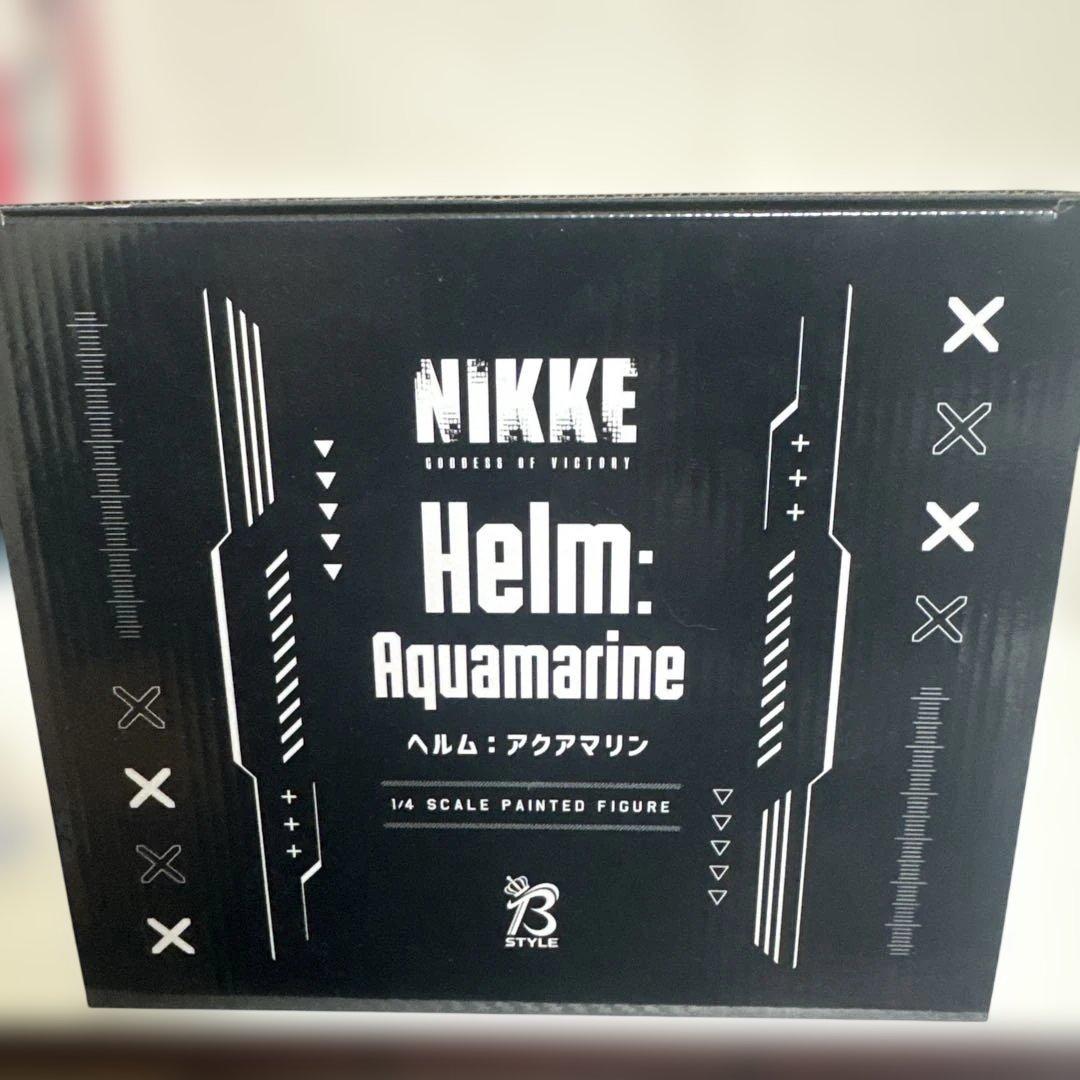 NIKKE
GODDESS OF VICTORY
Helm:
Aquamarine
ヘルム：アクアマリン
1/4 SCALE PAINTED FIGURE
B
STYLE